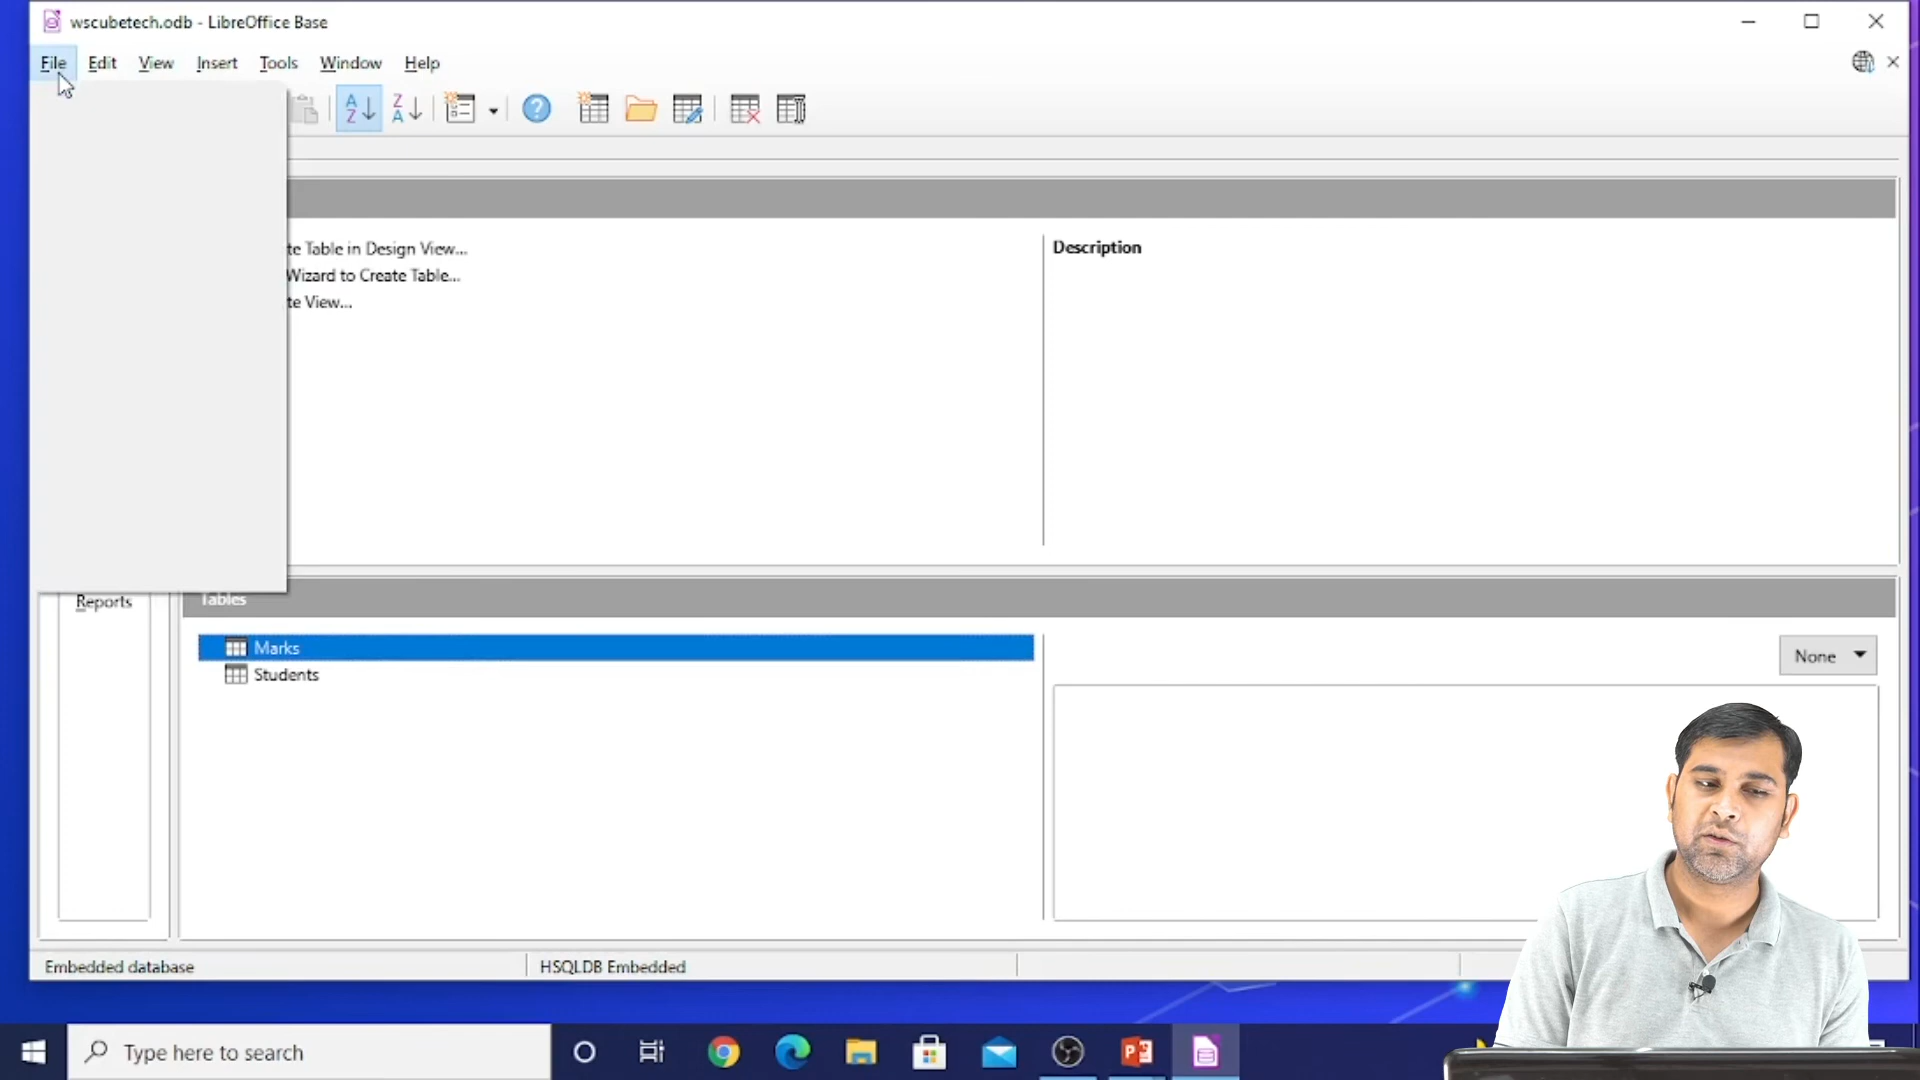 wscubetech.odb - LibreOffice Base
File Edit View Insert Tools Window Help
te Table in Design View...
Wizard to Create Table...
te View...
Description
Reports
Tables
Marks
Students
None
Embedded database
HSQLDB Embedded
Type here to search